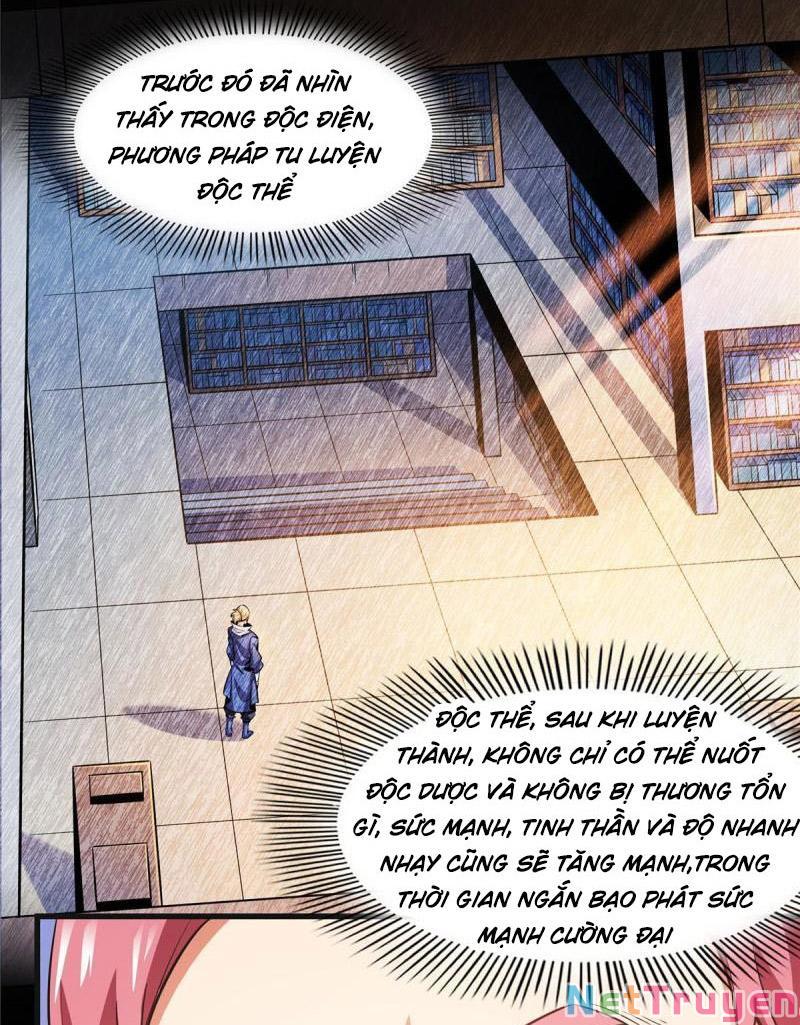 TRƯỚC ĐÓ ĐÃ NHÌN
THẤY TRONG ĐỘC ĐIỆN,
PHƯƠNG PHÁP TU LUYỆN
ĐỘC THỂ
ĐỘC THỂ, SAU KHI LUYỆN
THÀNH, KHÔNG CHỈ CÓ THỂ NUỐT
ĐỘC DƯỢC VÀ KHÔNG BỊ THƯƠNG TỔN
GÌ, SỨC MẠNH, TINH THẦN VÀ ĐỘ NHANH
NHẠY CŨNG SẼ TĂNG MẠNH,TRONG
THỜI GIAN NGẮN BẠO PHÁT SỨC
MẠNH CƯỜNG ĐẠI
NetTruyen